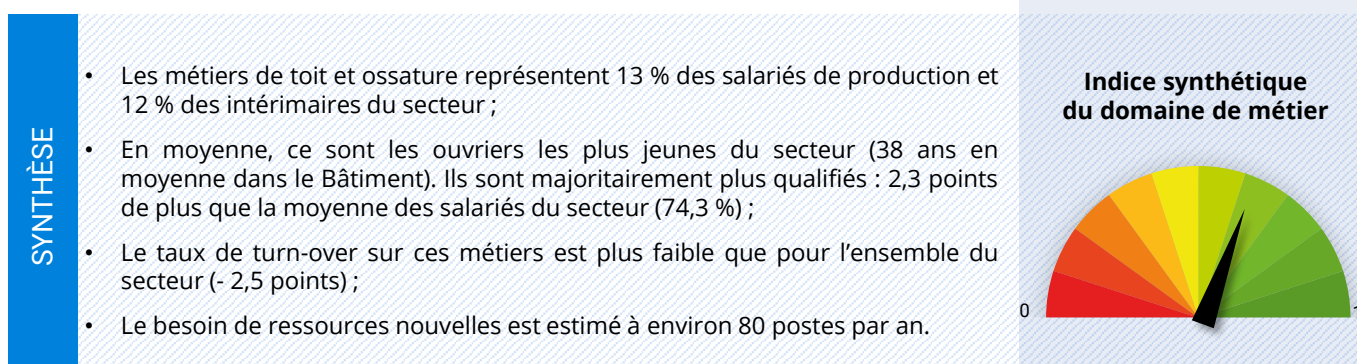 SYNTHÈSE
• Les métiers de toit et ossature représentent 13 % des salariés de production et
12 % des intérimaires du secteur ;
• En moyenne, ce sont les ouvriers les plus jeunes du secteur (38 ans en
moyenne dans le Bâtiment). Ils sont majoritairement plus qualifiés : 2,3 points
de plus que la moyenne des salariés du secteur (74,3 %) ;
• Le taux de turn-over sur ces métiers est plus faible que pour l’ensemble du
secteur (- 2,5 points) ;
• Le besoin de ressources nouvelles est estimé à environ 80 postes par an.
Indice synthétique
du domaine de métier
0